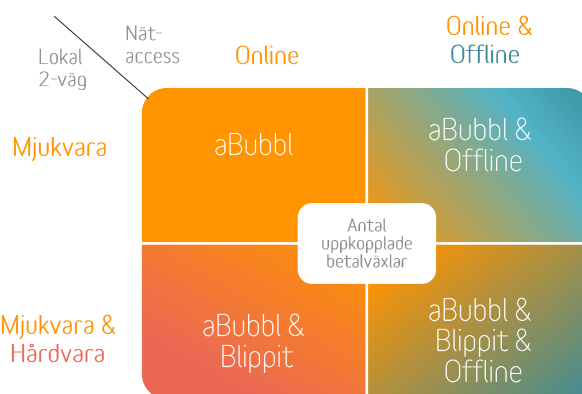 Nät-
access
Lokal
2-väg
Online
Online &
Offline
Mjukvara
aBubbl
aBubbl &
Offline
Antal
uppkopplade
betalväxlar
Mjukvara &
Hårdvara
aBubbl &
Blippit
aBubbl &
Blippit &
Offline